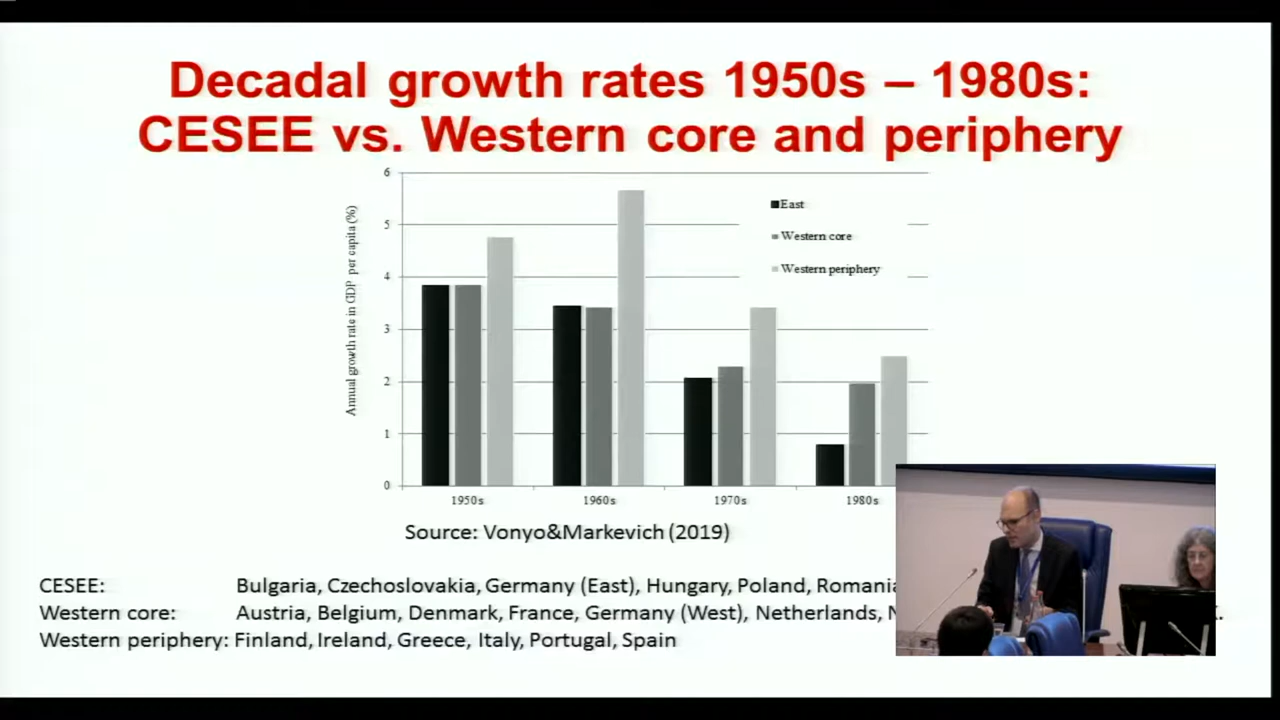 Decadal growth rates 1950s – 1980s:
CESEE vs. Western core and periphery
Annual growth rate in GDP per capita (%)
6
5
4
3
2
1
0
East
Western core
Western periphery
1950s 1960s 1970s 1980s
Source: Vonyo&Markevich (2019)
CESEE: Bulgaria, Czechoslovakia, Germany (East), Hungary, Poland, Romania
Western core: Austria, Belgium, Denmark, France, Germany (West), Netherlands,
Western periphery: Finland, Ireland, Greece, Italy, Portugal, Spain